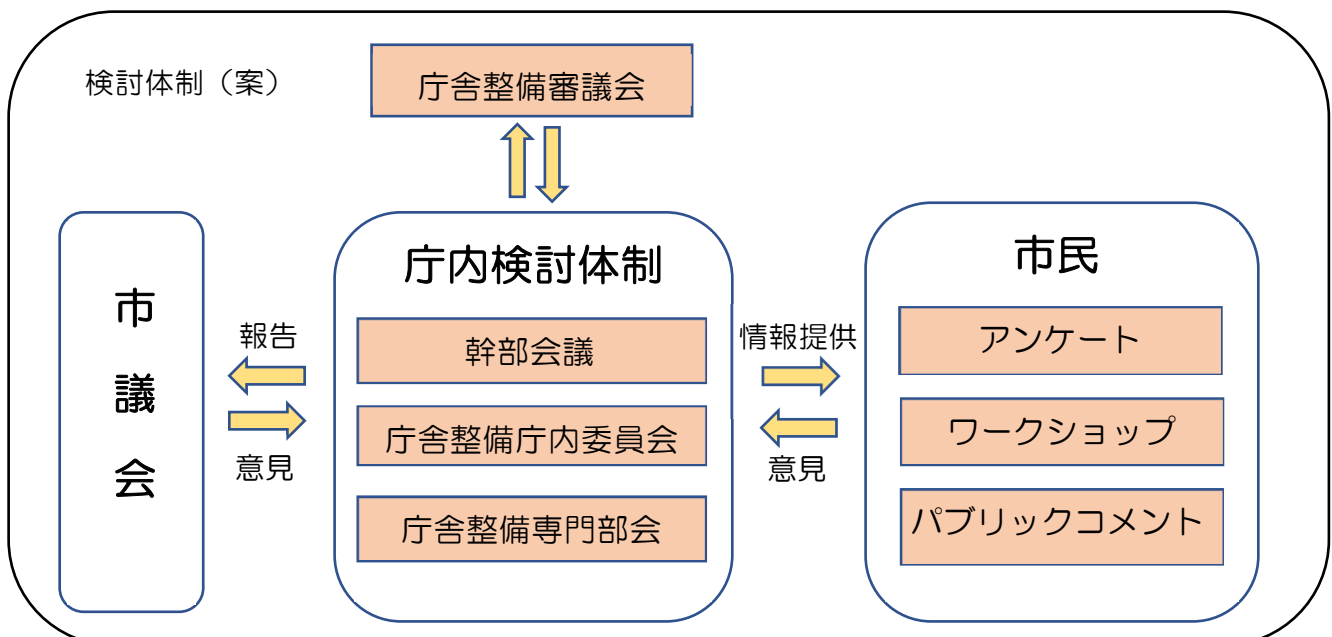 検討体制（案）
庁舎整備審議会
市議会
報告
意見
庁内検討体制
幹部会議
庁舎整備庁内委員会
庁舎整備専門部会
情報提供
意見
市民
アンケート
ワークショップ
パブリックコメント